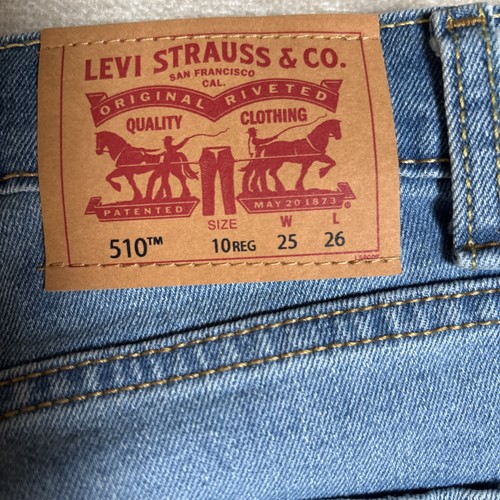 LEVI STRAUSS & CO.
SAN FRANCISCO
CAL.
ORIGINAL RIVETED
QUALITY CLOTHING
PATENTED MAY 20 1873 ®
SIZE W L
510™ 10REG 25 26